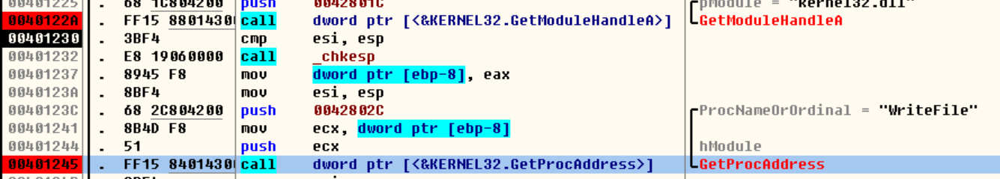 00401225 . 68 1C804200 push 0042801C pModule = "kernel32.dll"
0040122A . FF15 88014300 call dword ptr [<&KERNEL32.GetModuleHandleA>] GetModuleHandleA
00401230 . 3BF4 cmp esi, esp
00401232 . E8 19060000 call _chkesp
00401237 . 8945 F8 mov dword ptr [ebp-8], eax
0040123A . 8BF4 mov esi, esp
0040123C . 68 2C804200 push 0042802C ProcNameOrOrdinal = "WriteFile"
00401241 . 8B4D F8 mov ecx, dword ptr [ebp-8]
00401244 . 51 push ecx hModule
00401245 . FF15 84014300 call dword ptr [<&KERNEL32.GetProcAddress>] GetProcAddress